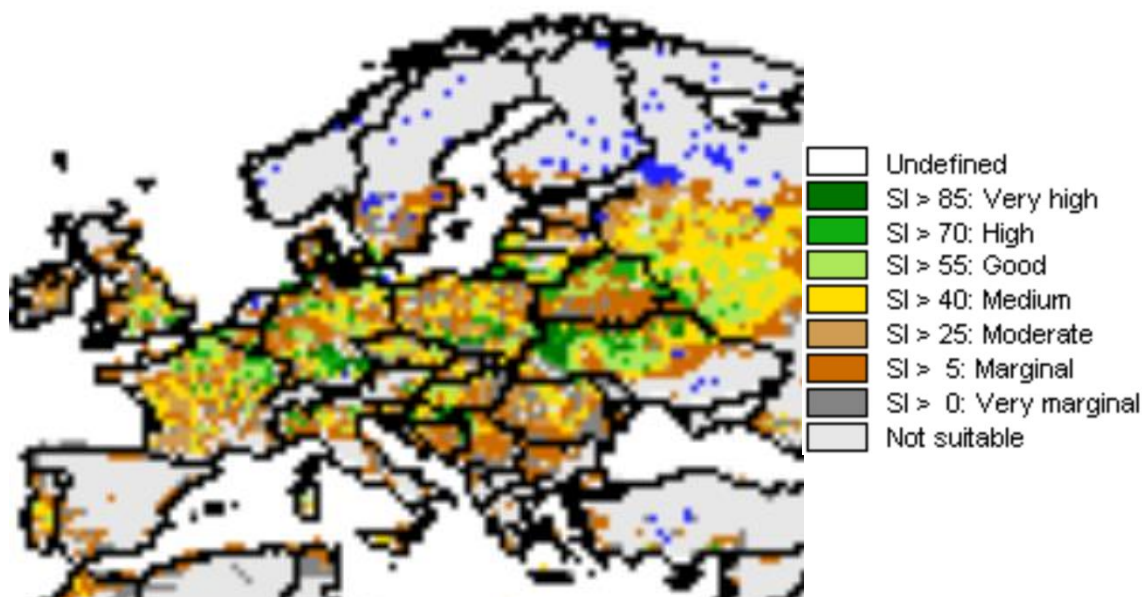 Undefined
SI > 85: Very high
SI > 70: High
SI > 55: Good
SI > 40: Medium
SI > 25: Moderate
SI > 5: Marginal
SI > 0: Very marginal
Not suitable